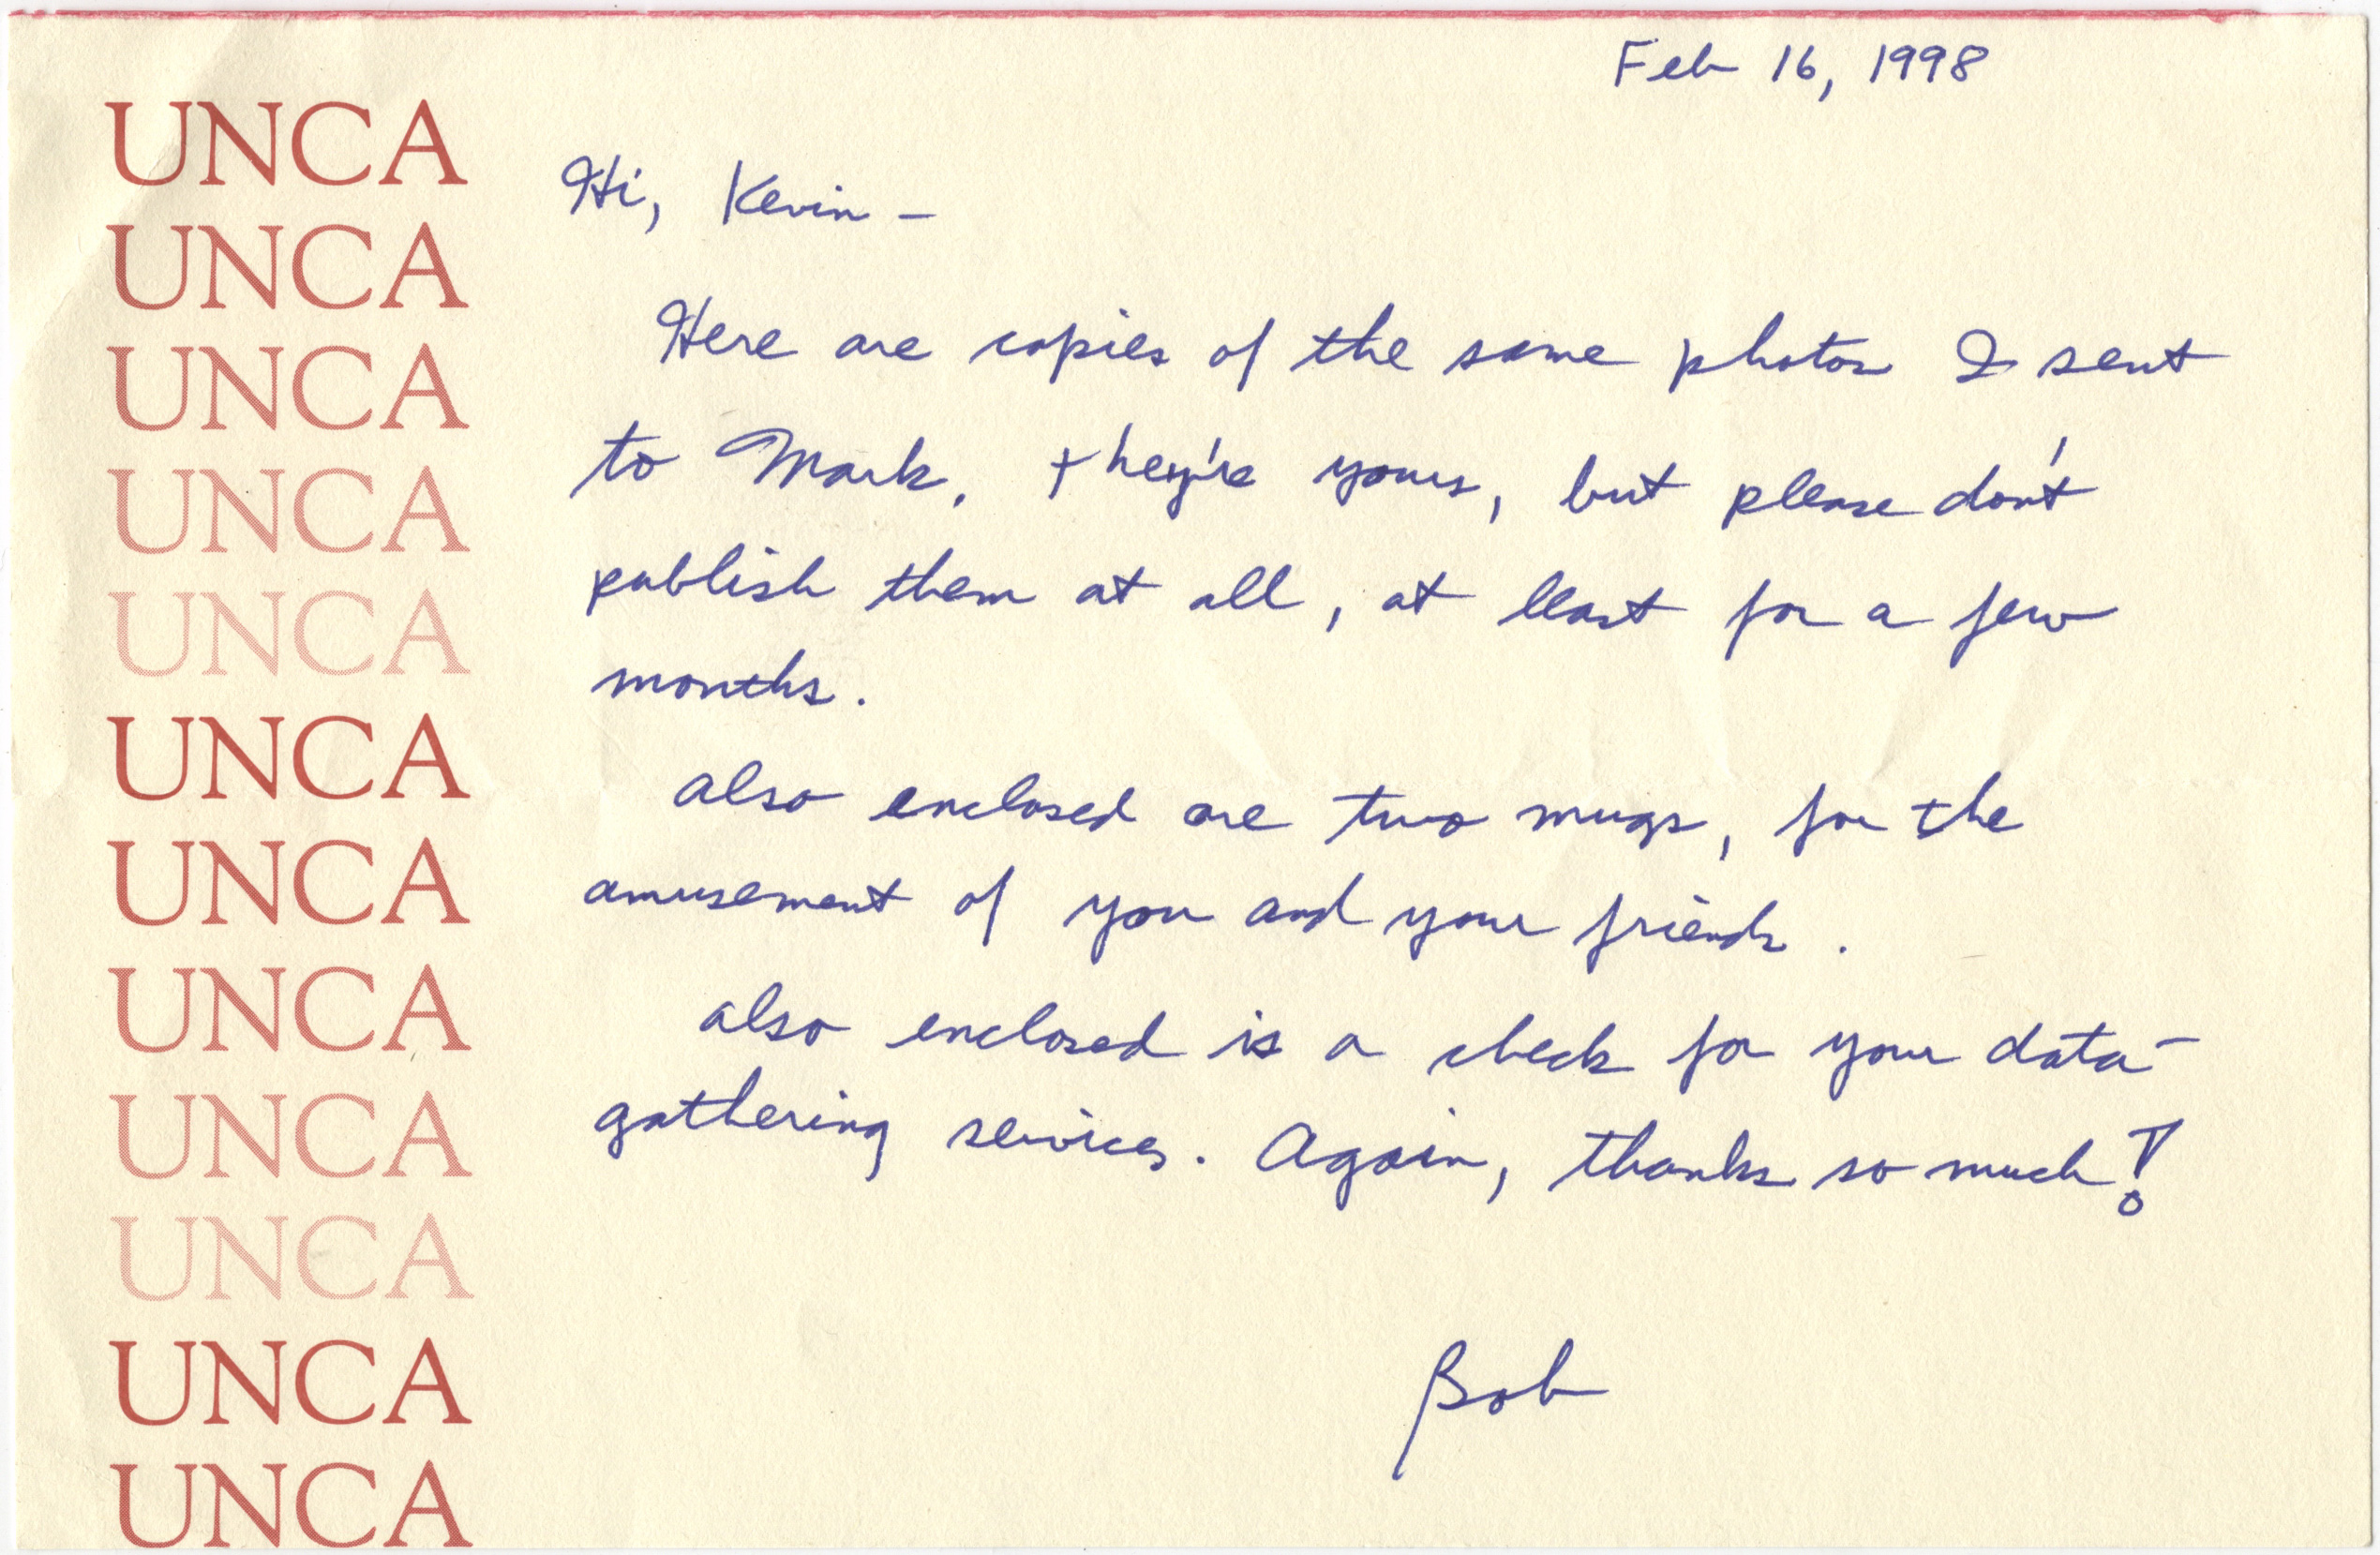 Feb 16, 1998
UNCA
UNCA
UNCA
UNCA
UNCA
UNCA
UNCA
UNCA
UNCA
UNCA
UNCA
UNCA
Hi, Kevin –
Here are copies of the same photos I sent
to Mark. They're yours, but please don't
publish them at all, at least for a few
months.
Also enclosed are two mugs, for the
amusement of you and your friends.
Also enclosed is a check for your data-
gathering services. Again, thanks so much!
Bob